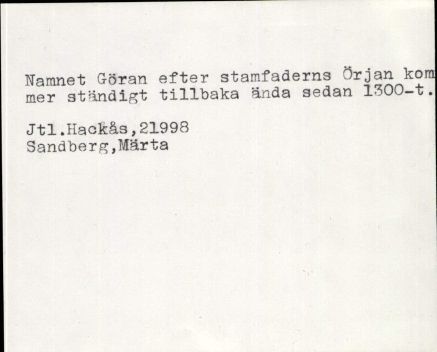 Namnet Göran efter stamfaderns Örjan kom
mer ständigt tillbaka ända sedan 1300-t.
Jtl.Hackås,21998
Sandberg,Märta